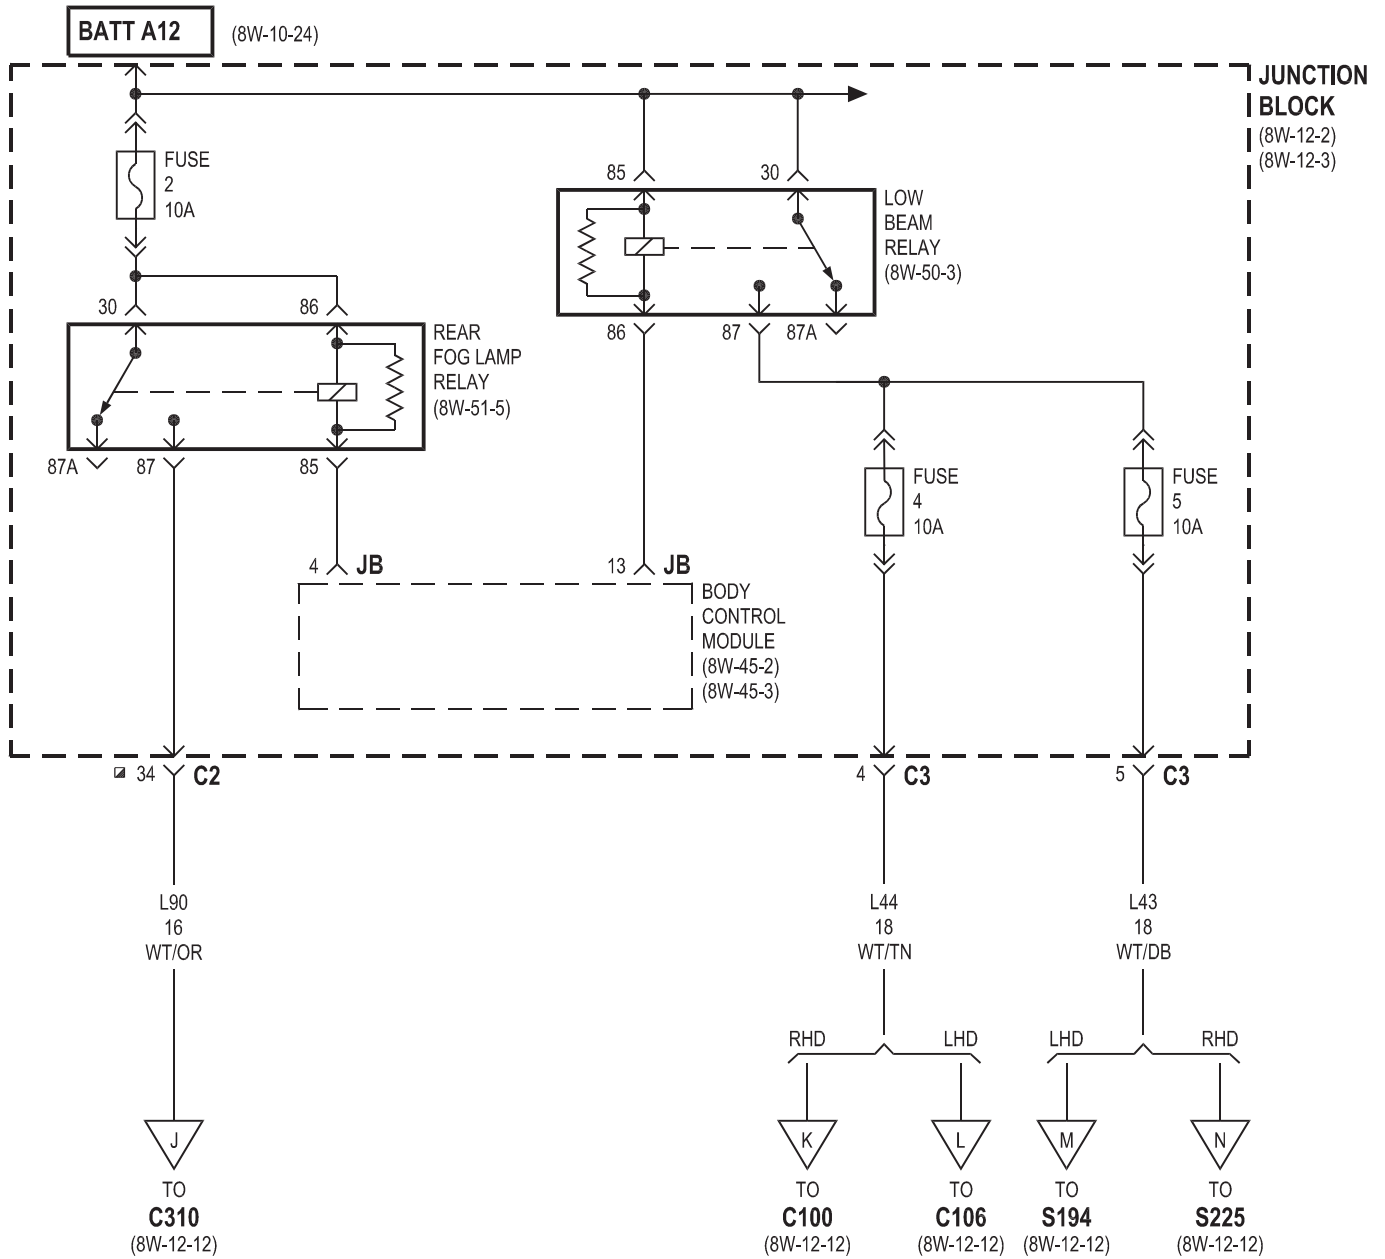 BATT A12 (8W-10-24)
JUNCTION
BLOCK
(8W-12-2)
(8W-12-3)
FUSE
2
10A
85
30
LOW
BEAM
RELAY
(8W-50-3)
30
86
86
87
87A
REAR
FOG LAMP
RELAY
(8W-51-5)
87A
87
85
FUSE
4
10A
FUSE
5
10A
4 JB
13 JB
BODY
CONTROL
MODULE
(8W-45-2)
(8W-45-3)
34 C2
4 C3
5 C3
L90
16
WT/OR
L44
18
WT/TN
L43
18
WT/DB
RHD
LHD
LHD
RHD
J
K
L
M
N
TO
C310
(8W-12-12)
TO
C100
(8W-12-12)
TO
C106
(8W-12-12)
TO
S194
(8W-12-12)
TO
S225
(8W-12-12)